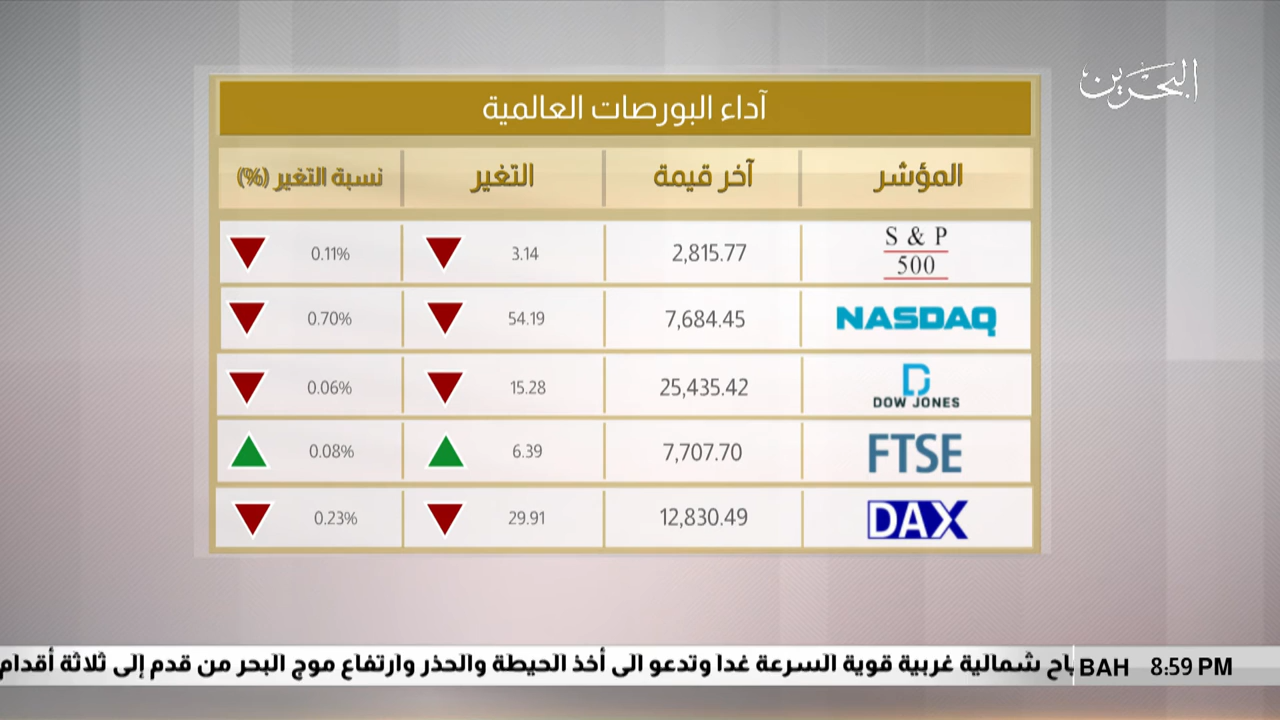 البحرين
آداء البورصات العالمية
المؤشر آخر قيمة التغير نسبة التغير (%)
S & P 500 2,815.77 3.14 0.11%
NASDAQ 7,684.45 54.19 0.70%
DOW JONES 25,435.42 15.28 0.06%
FTSE 7,707.70 6.39 0.08%
DAX 12,830.49 29.91 0.23%
شمالية غربية قوية السرعة غدا وتدعو الى أخذ الحيطة والحذر وارتفاع موج البحر من قدم إلى ثلاثة أقدام
BAH 8:59 PM